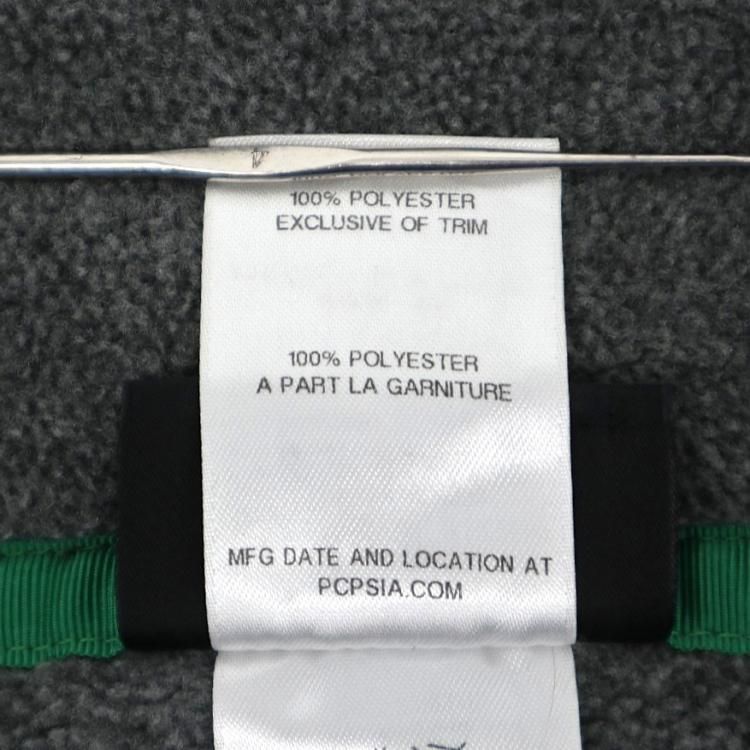 100% POLYESTER
EXCLUSIVE OF TRIM
100% POLYESTER
A PART LA GARNITURE
MFG DATE AND LOCATION AT
PCPSIA.COM